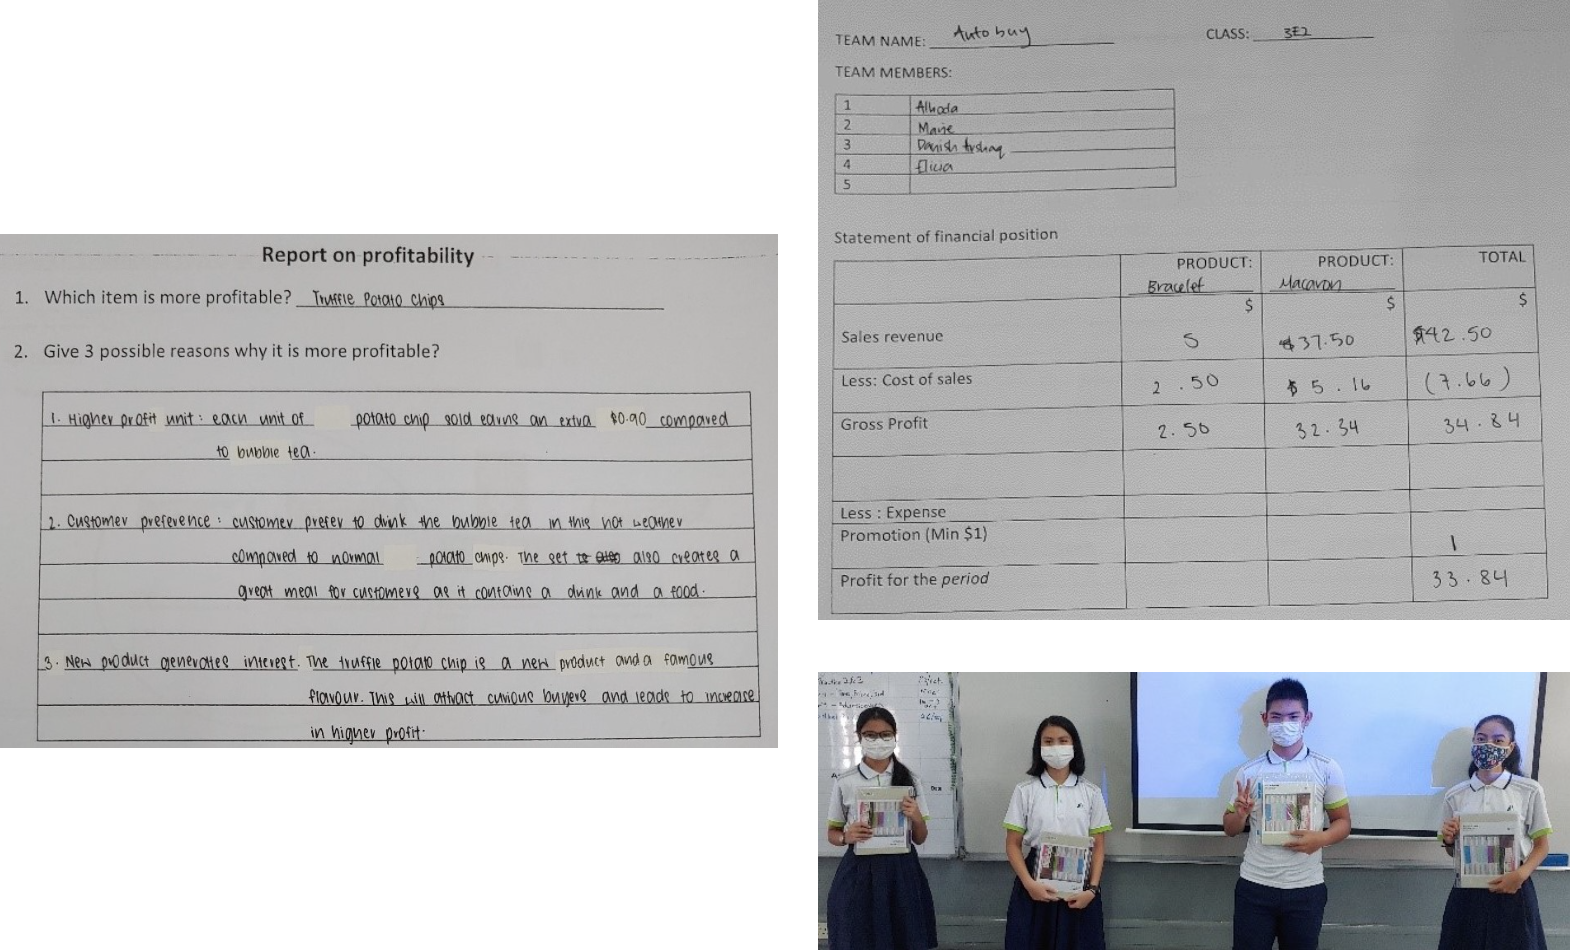 Report on profitability
1. Which item is more profitable? Truffle Potato Chips
2. Give 3 possible reasons why it is more profitable?
1. Higher profit unit : each unit of potato chip sold earns an extra $0.90 compared
to bubble tea.
2. Customer preference : customer prefer to drink the bubble tea in this hot weather
compared to normal potato chips. The set also creates a
great meal for customers as it contains a drink and a food.
3. New product generates interest. The truffle potato chip is a new product and a famous
flavour. This will attract curious buyers and leads to increase
in higher profit.
TEAM NAME: Autobuy CLASS: 3E2
TEAM MEMBERS:
1 Alhoda
2 Marie
3 Danish
4 Elicia
5
Statement of financial position
PRODUCT: Bracelet PRODUCT: Macaron TOTAL
$ $ $
Sales revenue 5 $37.50 $42.50
Less: Cost of sales 2.50 $5.16 (7.66)
Gross Profit 2.50 32.34 34.84
Less : Expense
Promotion (Min $1) 1
Profit for the period 33.84